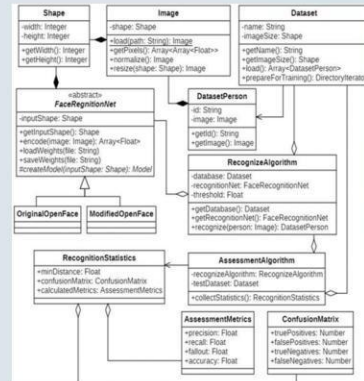 Shape
-width: Integer
-height: Integer
+getWidth(): Integer
+getHeight(): Integer
Image
-shape: Shape
+load(path: String): Image
+getPixels(): Array<Array<Float>>
+normalize(): Image
+resize(shape: Shape): Image
Dataset
-name: String
-imageSize: Shape
+getName(): String
+getImageSize(): Shape
+load(): Array<DatasetPerson>
+prepareForTraining(): DirectoryIterato
<abstract>
FaceRegnitionNet
-inputShape: Shape
+getInputShape(): Shape
+encode(image: Image): Array<Float>
+loadWeights(file: String)
+saveWeights(file: String)
#createModel(inputShape: Shape): Model
DatasetPerson
-id: String
-image: Image
+getId(): String
+getImage(): Image
OriginalOpenFace
ModifiedOpenFace
RecognizeAlgorithm
-database: Dataset
-recognitionNet: FaceRecognitionNet
-threshold: Float
+getDatabase(): Dataset
+getRecognitionNet(): FaceRecognitionNet
+recognize(person: Image): DatasetPerson
RecognitionStatistics
+minDistance: Float
+confusionMatrix: ConfusionMatrix
+calculatedMetrics: AssessmentMetrics
AssessmentAlgorithm
-recognizeAlgorithm: RecognizeAlgorithm
-testDataset: Dataset
+collectStatistics(): RecognitionStatistics
AssessmentMetrics
+precision: Float
+recall: Float
+fallout: Float
+accuracy: Float
ConfusionMatrix
+truePositives: Number
+falsePositives: Number
+trueNegatives: Number
+falseNegatives: Number